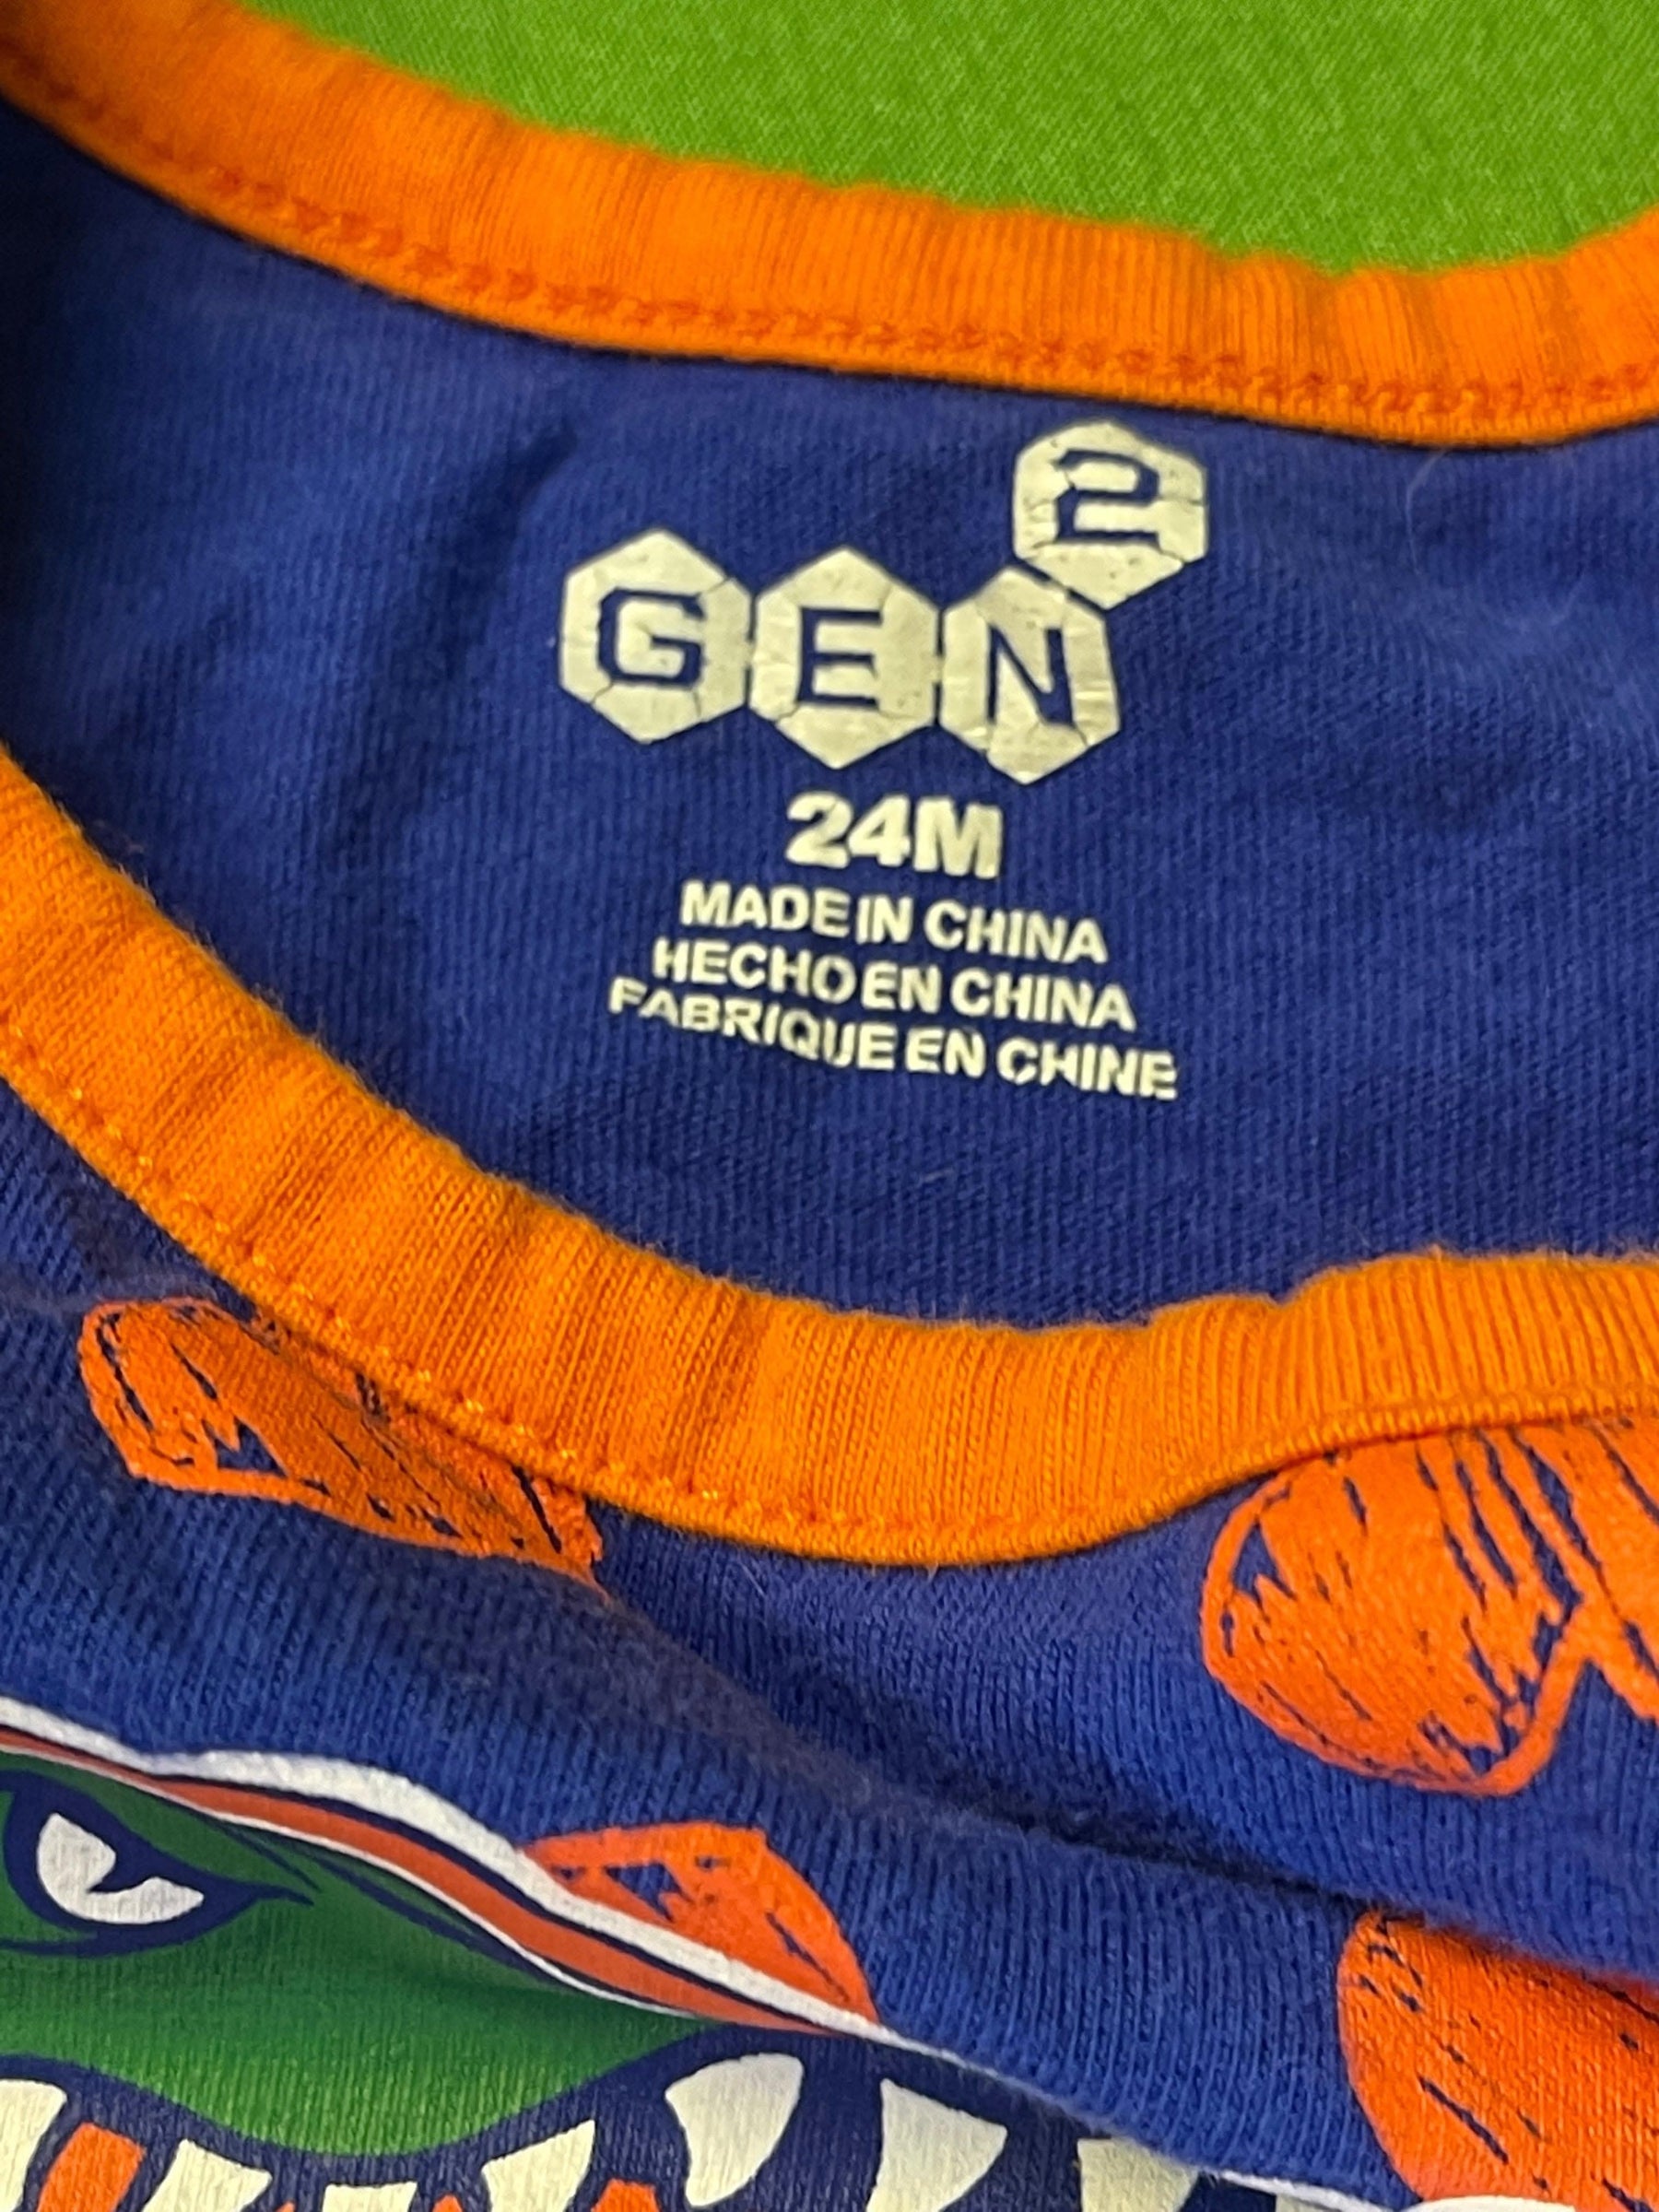 GEN2
24M
MADE IN CHINA
HECHO EN CHINA
FABRIQUE EN CHINE